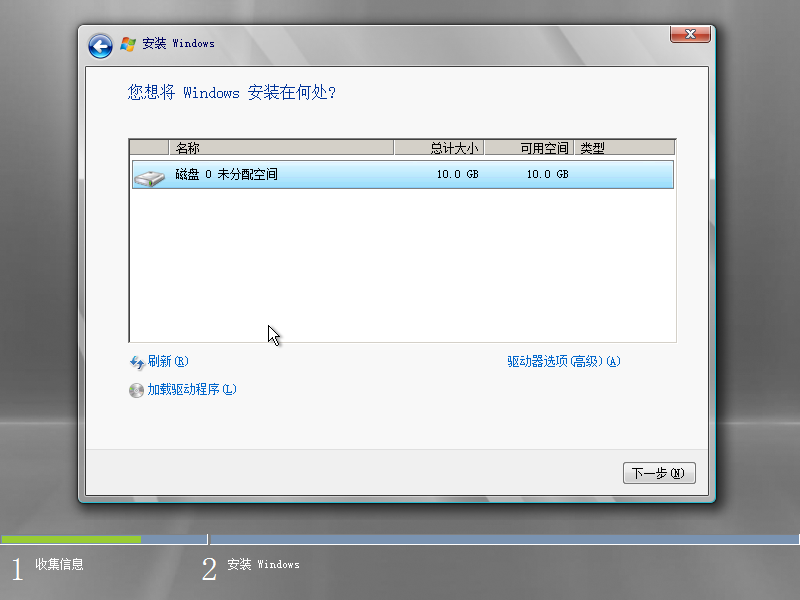 安装 Windows
您想将 Windows 安装在何处?
名称 总计大小 可用空间 类型
磁盘 0 未分配空间 10.0 GB 10.0 GB
刷新(R) 驱动器选项(高级)(A)
加载驱动程序(L)
下一步(N)
1 收集信息 2 安装 Windows